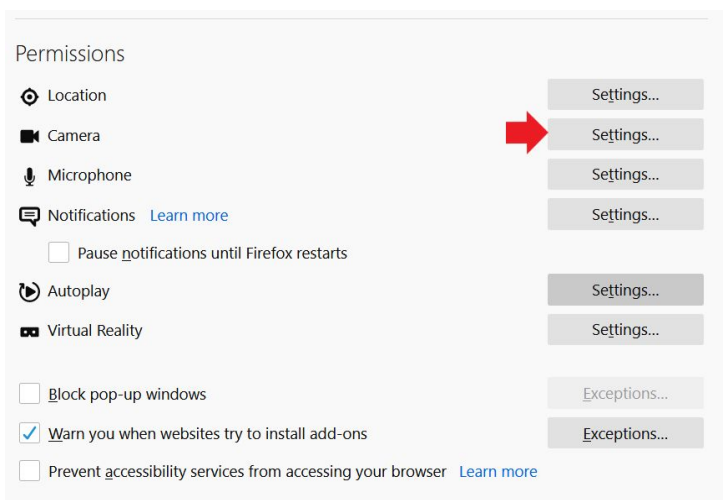 Permissions
Location Settings...
Camera Settings...
Microphone Settings...
Notifications Learn more Settings...
Pause notifications until Firefox restarts
Autoplay Settings...
Virtual Reality Settings...
Block pop-up windows Exceptions...
Warn you when websites try to install add-ons Exceptions...
Prevent accessibility services from accessing your browser Learn more